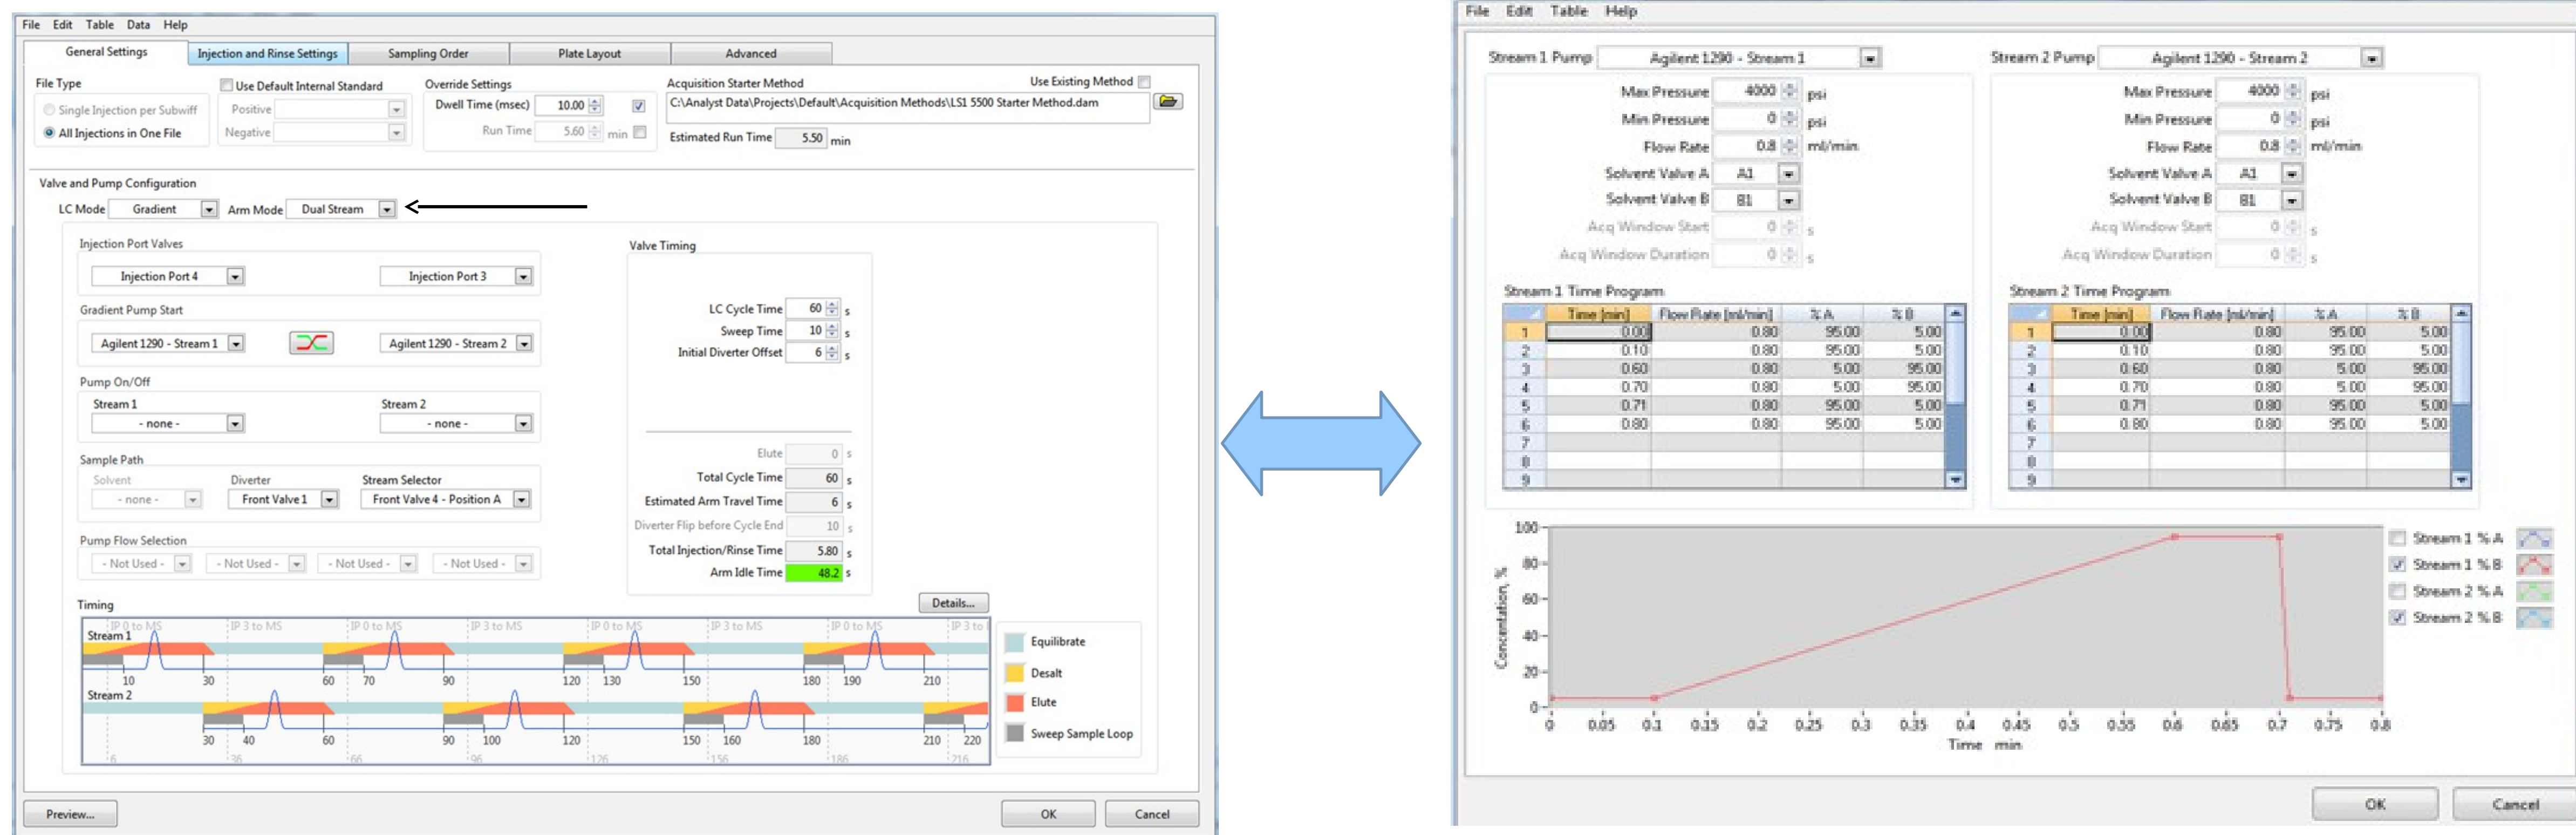 File Edit Table Data Help
General Settings Injection and Rinse Settings Sampling Order Plate Layout Advanced
File Type
Single Injection per Subwiff
All Injections in One File
Use Default Internal Standard
Positive
Negative
Override Settings
Dwell Time (msec) 10.00
Run Time 5.60 min
Acquisition Starter Method Use Existing Method
C:\Analyst Data\Projects\Default\Acquisition Methods\LS1 5500 Starter Method.dam
Estimated Run Time 5.50 min
Valve and Pump Configuration
LC Mode Gradient Arm Mode Dual Stream
Injection Port Valves
Injection Port 4 Injection Port 3
Gradient Pump Start
Agilent 1290 - Stream 1 Agilent 1290 - Stream 2
Pump On/Off
Stream 1 Stream 2
- none - - none -
Sample Path
Solvent Diverter Stream Selector
- none - Front Valve 1 Front Valve 4 - Position A
Pump Flow Selection
- Not Used - - Not Used - - Not Used - - Not Used -
Valve Timing
LC Cycle Time 60 s
Sweep Time 10 s
Initial Diverter Offset 6 s
Elute 0 s
Total Cycle Time 60 s
Estimated Arm Travel Time 6 s
Diverter Flip before Cycle End 10 s
Total Injection/Rinse Time 5.80 s
Arm Idle Time 48.2 s
Timing Details...
IP 0 to MS IP 3 to MS IP 0 to MS IP 3 to MS IP 0 to MS IP 3 to MS IP 0 to MS IP 3 to
Stream 1
10 30 60 70 90 120 130 150 180 190 210
Stream 2
30 40 60 90 100 120 150 160 180 210 220
6 36 66 96 126 156 186 216
Equilibrate
Desalt
Elute
Sweep Sample Loop
Preview... OK Cancel
File Edit Table Help
Stream 1 Pump Agilent 1290 - Stream 1
Max Pressure 4000 psi
Min Pressure 0 psi
Flow Rate 0.8 ml/min
Solvent Valve A A1
Solvent Valve B B1
Acq Window Start 0 s
Acq Window Duration 0 s
Stream 1 Time Program
Time [min] Flow Rate [ml/min] % A % B
1 0.00 0.80 95.00 5.00
2 0.10 0.80 95.00 5.00
3 0.60 0.80 5.00 95.00
4 0.70 0.80 5.00 95.00
5 0.71 0.80 95.00 5.00
6 0.80 0.80 95.00 5.00
7
8
9
Stream 2 Pump Agilent 1290 - Stream 2
Max Pressure 4000 psi
Min Pressure 0 psi
Flow Rate 0.8 ml/min
Solvent Valve A A1
Solvent Valve B B1
Acq Window Start 0 s
Acq Window Duration 0 s
Stream 2 Time Program
Time [min] Flow Rate [ml/min] % A % B
1 0.00 0.80 95.00 5.00
2 0.10 0.80 95.00 5.00
3 0.60 0.80 5.00 95.00
4 0.70 0.80 5.00 95.00
5 0.71 0.80 95.00 5.00
6 0.80 0.80 95.00 5.00
7
8
9
Concentration, %
100
80
60
40
20
0
0 0.05 0.1 0.15 0.2 0.25 0.3 0.35 0.4 0.45 0.5 0.55 0.6 0.65 0.7 0.75 0.8
Time min
Stream 1 % A
Stream 1 % B
Stream 2 % A
Stream 2 % B
OK Cancel